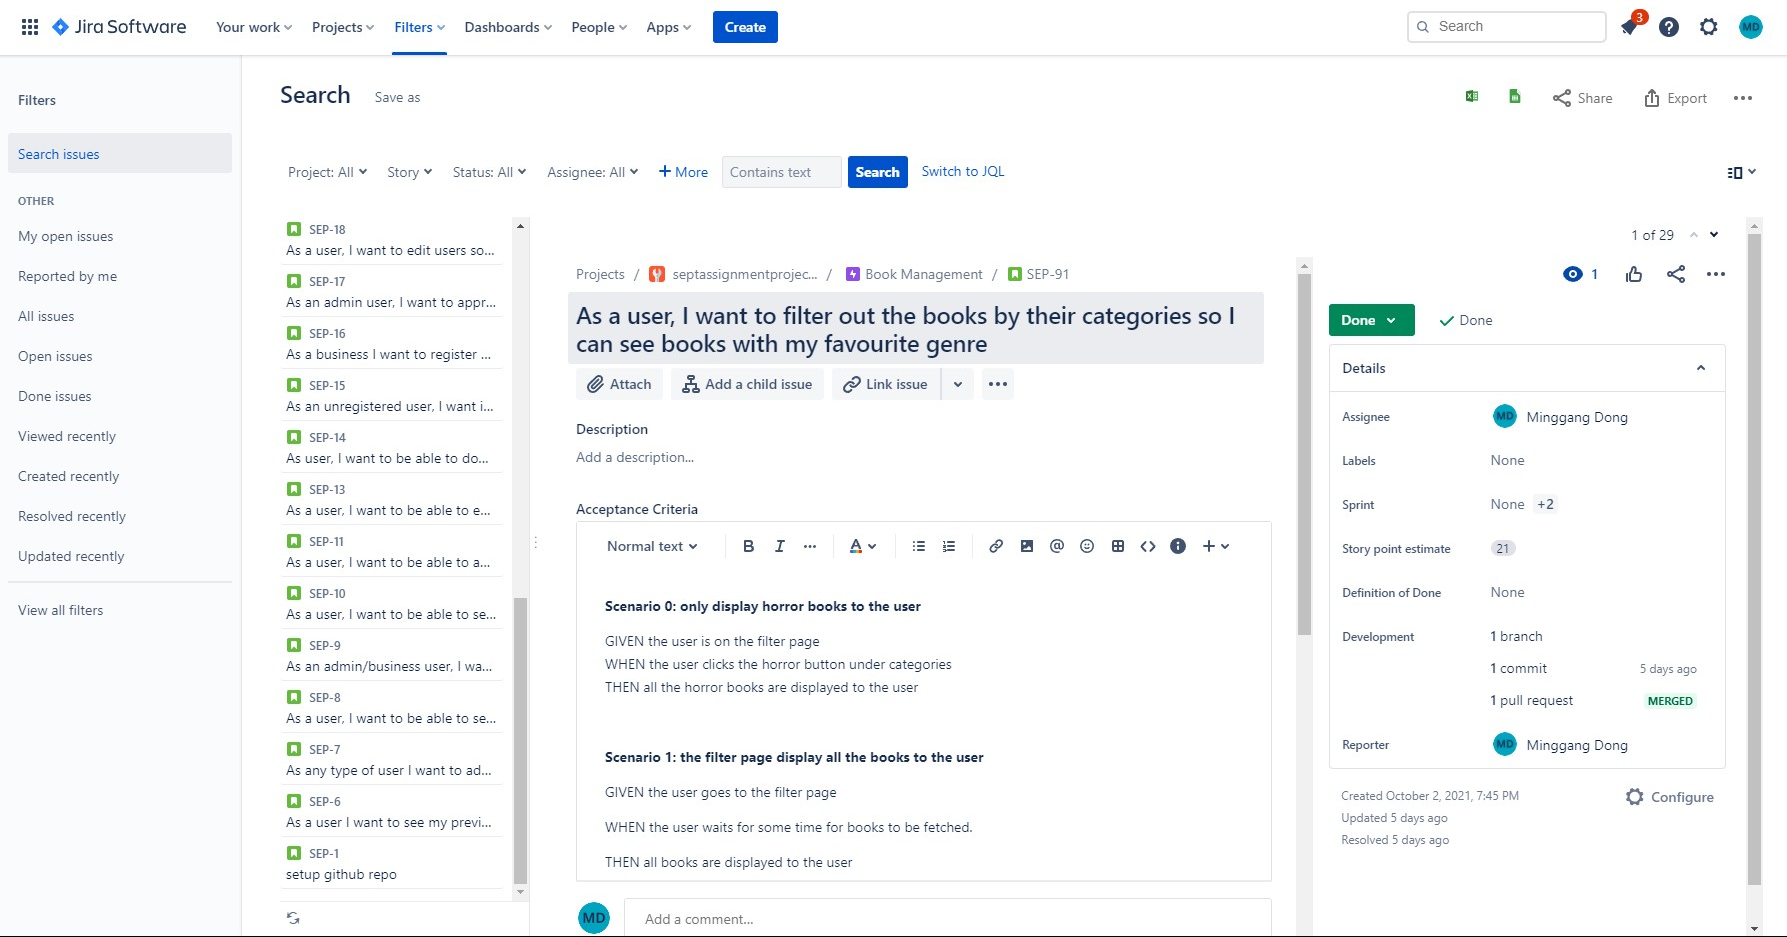 Jira Software
Your work
Projects
Filters
Dashboards
People
Apps
Create
Search
3
MD
Filters
Search issues
OTHER
My open issues
Reported by me
All issues
Open issues
Done issues
Viewed recently
Created recently
Resolved recently
Updated recently
View all filters
Search
Save as
Share
Export
Project: All
Story
Status: All
Assignee: All
+ More
Contains text
Search
Switch to JQL
SEP-18
As a user, I want to edit users so...
SEP-17
As an admin user, I want to appr...
SEP-16
As a business I want to register ...
SEP-15
As an unregistered user, I want i...
SEP-14
As user, I want to be able to do...
SEP-13
As a user, I want to be able to e...
SEP-11
As a user, I want to be able to a...
SEP-10
As a user, I want to be able to se...
SEP-9
As an admin/business user, I wa...
SEP-8
As a user, I want to be able to se...
SEP-7
As any type of user I want to ad...
SEP-6
As a user I want to see my previ...
SEP-1
setup github repo
1 of 29
Projects / septassignmentprojec... / Book Management / SEP-91
As a user, I want to filter out the books by their categories so I
can see books with my favourite genre
Attach
Add a child issue
Link issue
Description
Add a description...
Acceptance Criteria
Normal text
B
I
A
Scenario 0: only display horror books to the user
GIVEN the user is on the filter page
WHEN the user clicks the horror button under categories
THEN all the horror books are displayed to the user
Scenario 1: the filter page display all the books to the user
GIVEN the user goes to the filter page
WHEN the user waits for some time for books to be fetched.
THEN all books are displayed to the user
MD
Add a comment...
1
Done
Done
Details
Assignee
MD
Minggang Dong
Labels
None
Sprint
None +2
Story point estimate
21
Definition of Done
None
Development
1 branch
1 commit
5 days ago
1 pull request
MERGED
Reporter
MD
Minggang Dong
Created October 2, 2021, 7:45 PM
Updated 5 days ago
Resolved 5 days ago
Configure